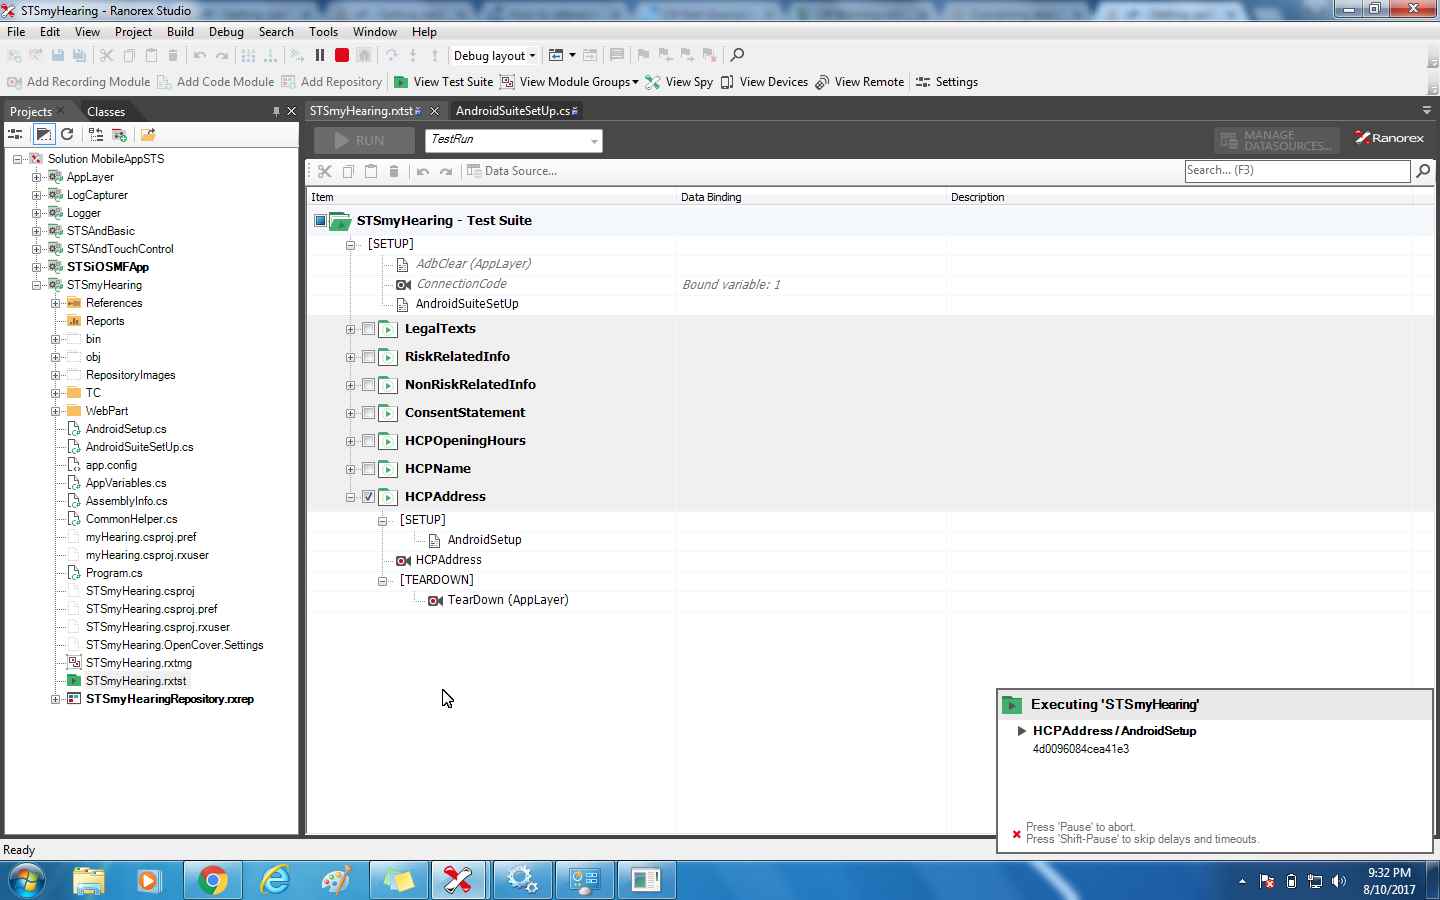 STSmyHearing - Ranorex Studio
File Edit View Project Build Debug Search Tools Window Help
Debug layout
Add Recording Module Add Code Module Add Repository View Test Suite View Module Groups View Spy View Devices View Remote Settings
Projects Classes
STSmyHearing.rxtst AndroidSuiteSetUp.cs
RUN TestRun MANAGE DATASOURCES... Ranorex
Data Source... Search... (F3)
Item Data Binding Description
Solution MobileAppSTS
AppLayer
LogCapturer
Logger
STSAndBasic
STSAndTouchControl
STSiOSMFApp
STSmyHearing
References
Reports
bin
obj
RepositoryImages
TC
WebPart
AndroidSetup.cs
AndroidSuiteSetUp.cs
app.config
AppVariables.cs
AssemblyInfo.cs
CommonHelper.cs
myHearing.csproj.pref
myHearing.csproj.rxuser
Program.cs
STSmyHearing.csproj
STSmyHearing.csproj.pref
STSmyHearing.csproj.rxuser
STSmyHearing.OpenCover.Settings
STSmyHearing.rxtmg
STSmyHearing.rxtst
STSmyHearingRepository.rxrep
STSmyHearing - Test Suite
[SETUP]
AdbClear (AppLayer)
ConnectionCode Bound variable: 1
AndroidSuiteSetUp
LegalTexts
RiskRelatedInfo
NonRiskRelatedInfo
ConsentStatement
HCPOpeningHours
HCPName
HCPAddress
[SETUP]
AndroidSetup
HCPAddress
[TEARDOWN]
TearDown (AppLayer)
Executing 'STSmyHearing'
HCPAddress / AndroidSetup
4d0096084cea41e3
Press 'Pause' to abort.
Press 'Shift-Pause' to skip delays and timeouts.
Ready
9:32 PM
8/10/2017